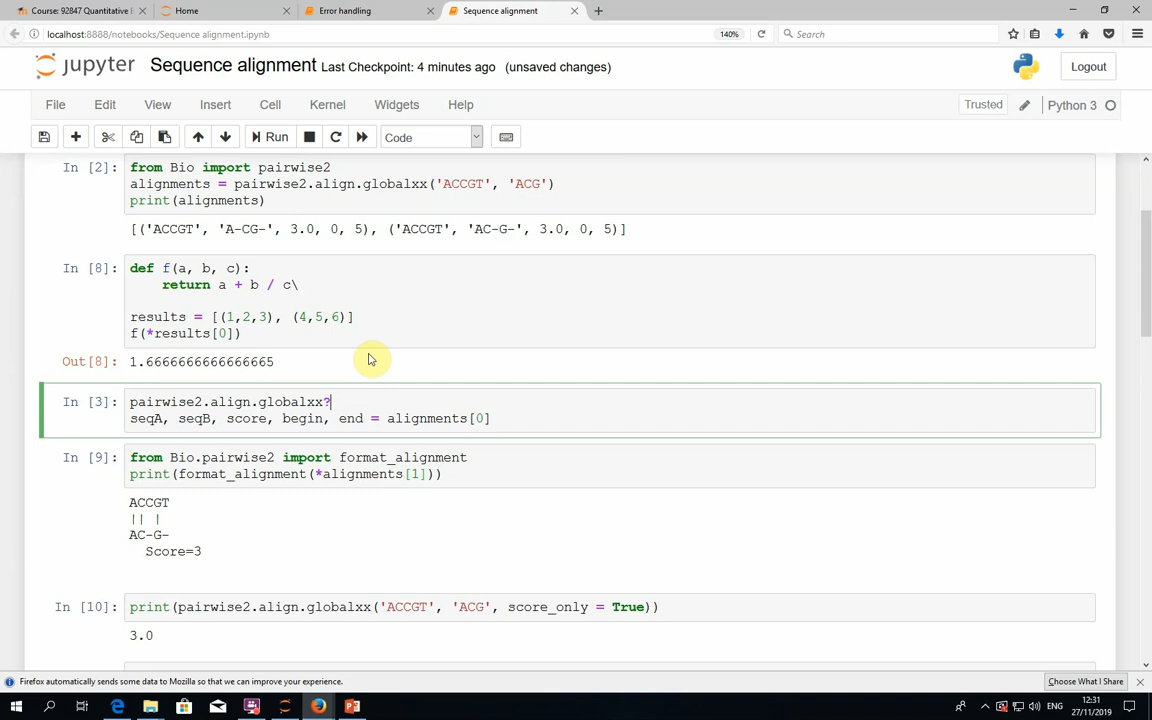 Course: 92847 Quantitative E
Home
Error handling
Sequence alignment
localhost:8888/notebooks/Sequence alignment.ipynb
140%
Search
jupyter Sequence alignment Last Checkpoint: 4 minutes ago (unsaved changes)
Logout
File Edit View Insert Cell Kernel Widgets Help
Trusted
Python 3
Run
Code
In [2]: from Bio import pairwise2
alignments = pairwise2.align.globalxx('ACCGT', 'ACG')
print(alignments)
[('ACCGT', 'A-CG-', 3.0, 0, 5), ('ACCGT', 'AC-G-', 3.0, 0, 5)]
In [8]: def f(a, b, c):
return a + b / c\
results = [(1,2,3), (4,5,6)]
f(*results[0])
Out[8]: 1.6666666666666665
In [3]: pairwise2.align.globalxx?
seqA, seqB, score, begin, end = alignments[0]
In [9]: from Bio.pairwise2 import format_alignment
print(format_alignment(*alignments[1]))
ACCGT
|| |
AC-G-
Score=3
In [10]: print(pairwise2.align.globalxx('ACCGT', 'ACG', score_only = True))
3.0
Firefox automatically sends some data to Mozilla so that we can improve your experience.
Choose What I Share
ENG
12:31
27/11/2019